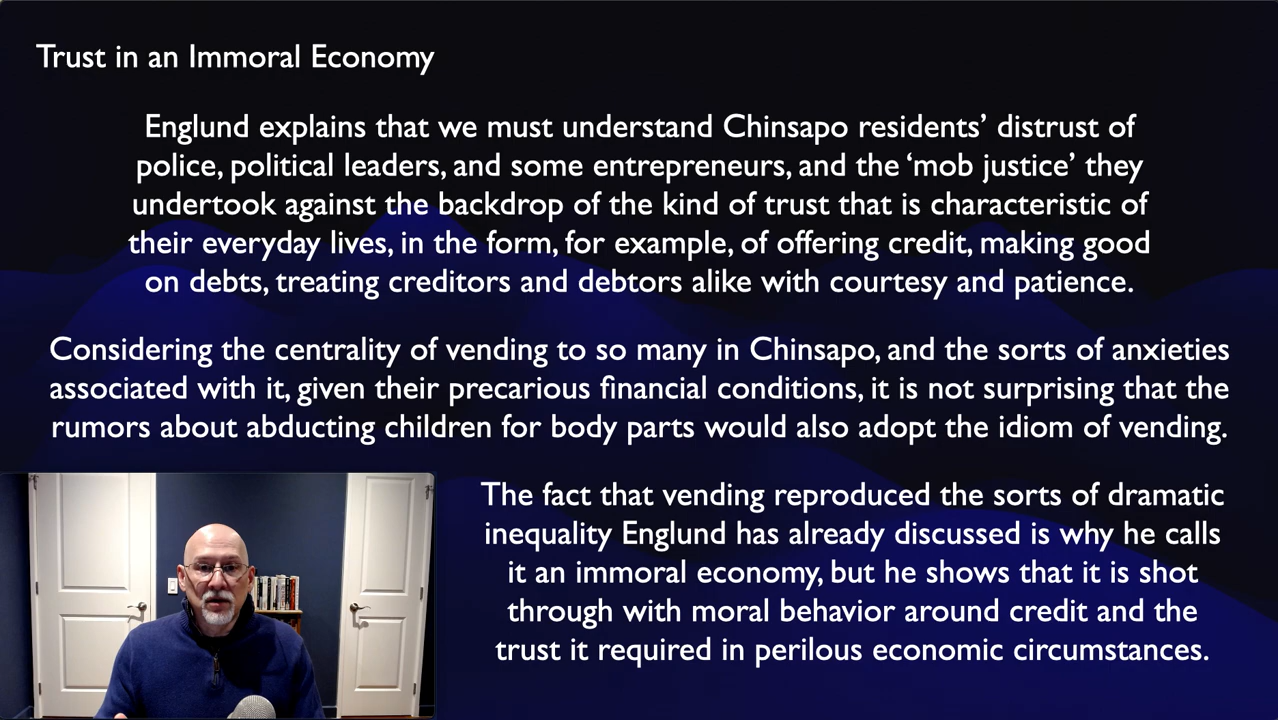 Trust in an Immoral Economy
Englund explains that we must understand Chinsapo residents’ distrust of
police, political leaders, and some entrepreneurs, and the ‘mob justice’ they
undertook against the backdrop of the kind of trust that is characteristic of
their everyday lives, in the form, for example, of offering credit, making good
on debts, treating creditors and debtors alike with courtesy and patience.
Considering the centrality of vending to so many in Chinsapo, and the sorts of anxieties
associated with it, given their precarious financial conditions, it is not surprising that the
rumors about abducting children for body parts would also adopt the idiom of vending.
The fact that vending reproduced the sorts of dramatic
inequality Englund has already discussed is why he calls
it an immoral economy, but he shows that it is shot
through with moral behavior around credit and the
trust it required in perilous economic circumstances.